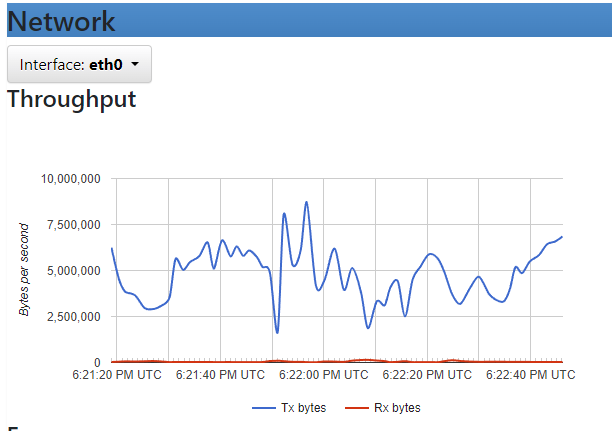 Network
Interface: eth0
Throughput
10,000,000
7,500,000
5,000,000
2,500,000
0
Bytes per second
6:21:20 PM UTC 6:21:40 PM UTC 6:22:00 PM UTC 6:22:20 PM UTC 6:22:40 PM UTC
Tx bytes Rx bytes